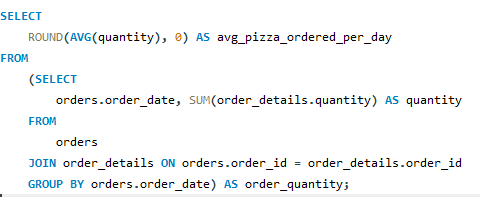 SELECT
ROUND(AVG(quantity), 0) AS avg_pizza_ordered_per_day
FROM
(SELECT
orders.order_date, SUM(order_details.quantity) AS quantity
FROM
orders
JOIN order_details ON orders.order_id = order_details.order_id
GROUP BY orders.order_date) AS order_quantity;